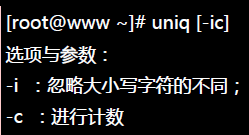 [root@www ~]# uniq [-ic]
选项与参数：
-i ：忽略大小写字符的不同；
-c ：进行计数